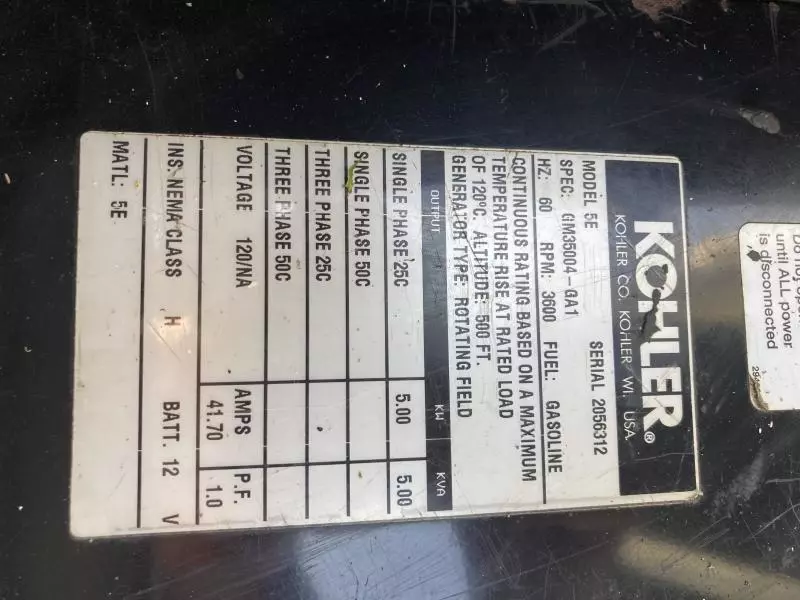 KOHLER®
KOHLER CO. KOHLER WI. USA.
MODEL 5E SERIAL 2056312
SPEC: GM35004-GA1
HZ: 60 RPM: 3600 FUEL: GASOLINE
CONTINUOUS RATING BASED ON A MAXIMUM
TEMPERATURE RISE AT RATED LOAD
OF 120ºC. ALTITUDE: 500 FT.
GENERATOR TYPE: ROTATING FIELD
OUTPUT KW KVA
SINGLE PHASE 25C 5.00 5.00
SINGLE PHASE 50C
THREE PHASE 25C
THREE PHASE 50C
VOLTAGE 120/NA AMPS 41.70 P.F. 1.0
INS: NEMA CLASS H BATT. 12 V
MATL: 5E
until ALL power
is disconnected